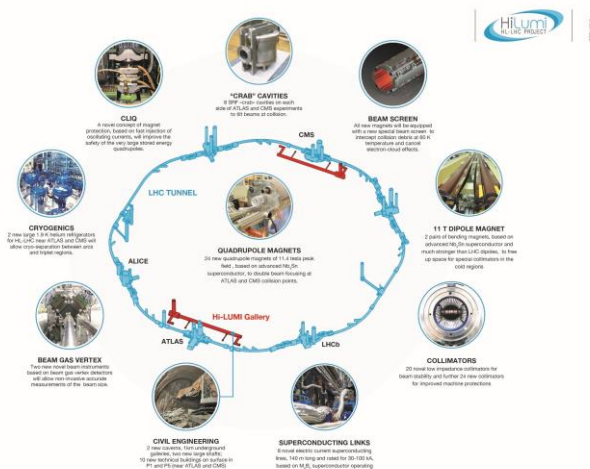 HiLumi
HL-LHC PROJECT
CLIQ
A novel concept of magnet
protection, based on fast injection of
oscillating currents, will improve the
safety of the very large stored energy
quadrupoles.
"CRAB" CAVITIES
8 SRF «crab» cavities on each
side of ATLAS and CMS experiments
to tilt beams at collision.
BEAM SCREEN
All new magnets will be equipped
with a new special beam screen to
intercept collision debris at 60 K
temperature and cancel
electron-cloud effects.
CMS
LHC TUNNEL
CRYOGENICS
2 new large 1.9 K helium refrigerators
for HL-LHC near ATLAS and CMS will
allow cryo-separation between arcs
and triplet regions.
QUADRUPOLE MAGNETS
24 new quadrupole magnets of 11.4 tesla peak
field, based on advanced Nb3Sn
superconductor, to double beam focusing at
ATLAS and CMS collision points.
11 T DIPOLE MAGNET
2 pairs of bending magnets, based on
advanced Nb3Sn superconductor and
much stronger than LHC dipoles, to free
up space for special collimators in the
cold regions
ALICE
Hi-LUMI Gallery
ATLAS
LHCb
BEAM GAS VERTEX
Two new novel beam instruments
based on beam gas vertex detectors
will allow non-invasive accurate
measurements of the beam size.
COLLIMATORS
20 novel low impedance collimators for
beam stability and further 24 new collimators
for improved machine protections
CIVIL ENGINEERING
2 new caverns, 1km underground
galleries, two new large shafts;
10 new technical buildings on surface in
P1 and P5 (near ATLAS and CMS)
SUPERCONDUCTING LINKS
8 novel electric current superconducting
lines, 140 m long and rated for 30-100 kA,
based on MgB2 superconductor operating